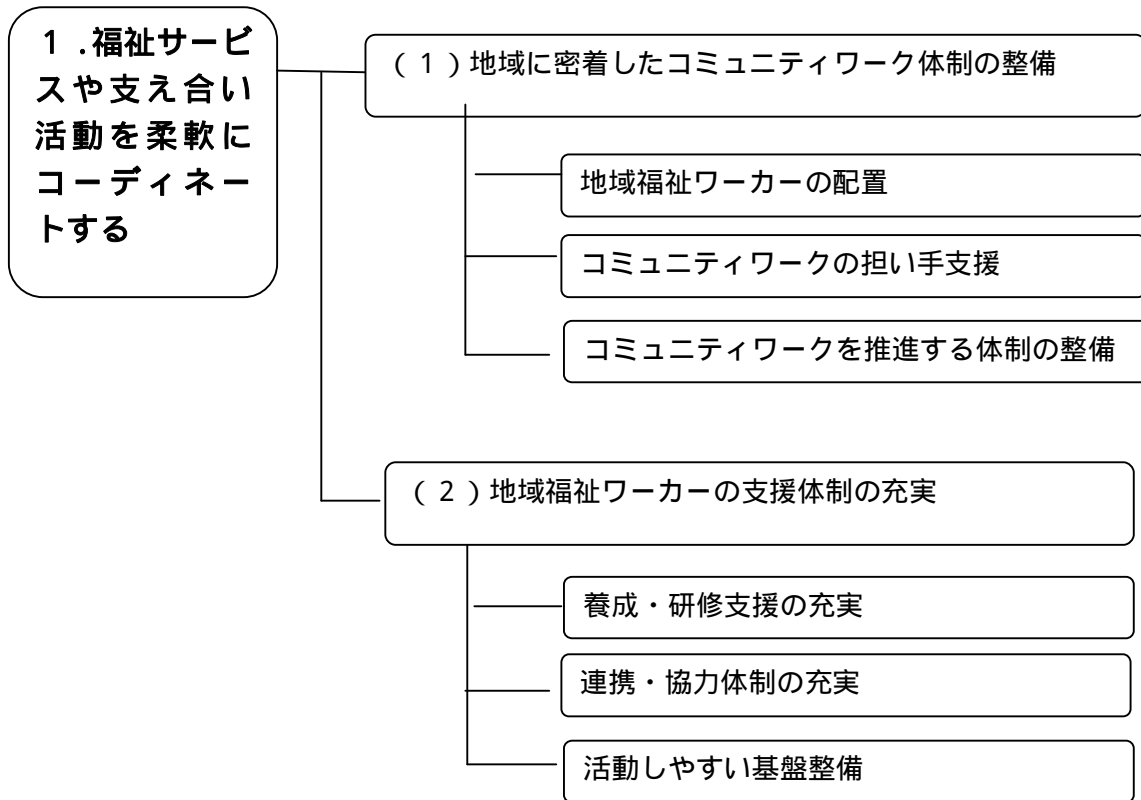 １.福祉サービ
スや支え合い
活動を柔軟に
コーディネー
トする
(１)地域に密着したコミュニティワーク体制の整備
地域福祉ワーカーの配置
コミュニティワークの担い手支援
コミュニティワークを推進する体制の整備
(２)地域福祉ワーカーの支援体制の充実
養成・研修支援の充実
連携・協力体制の充実
活動しやすい基盤整備